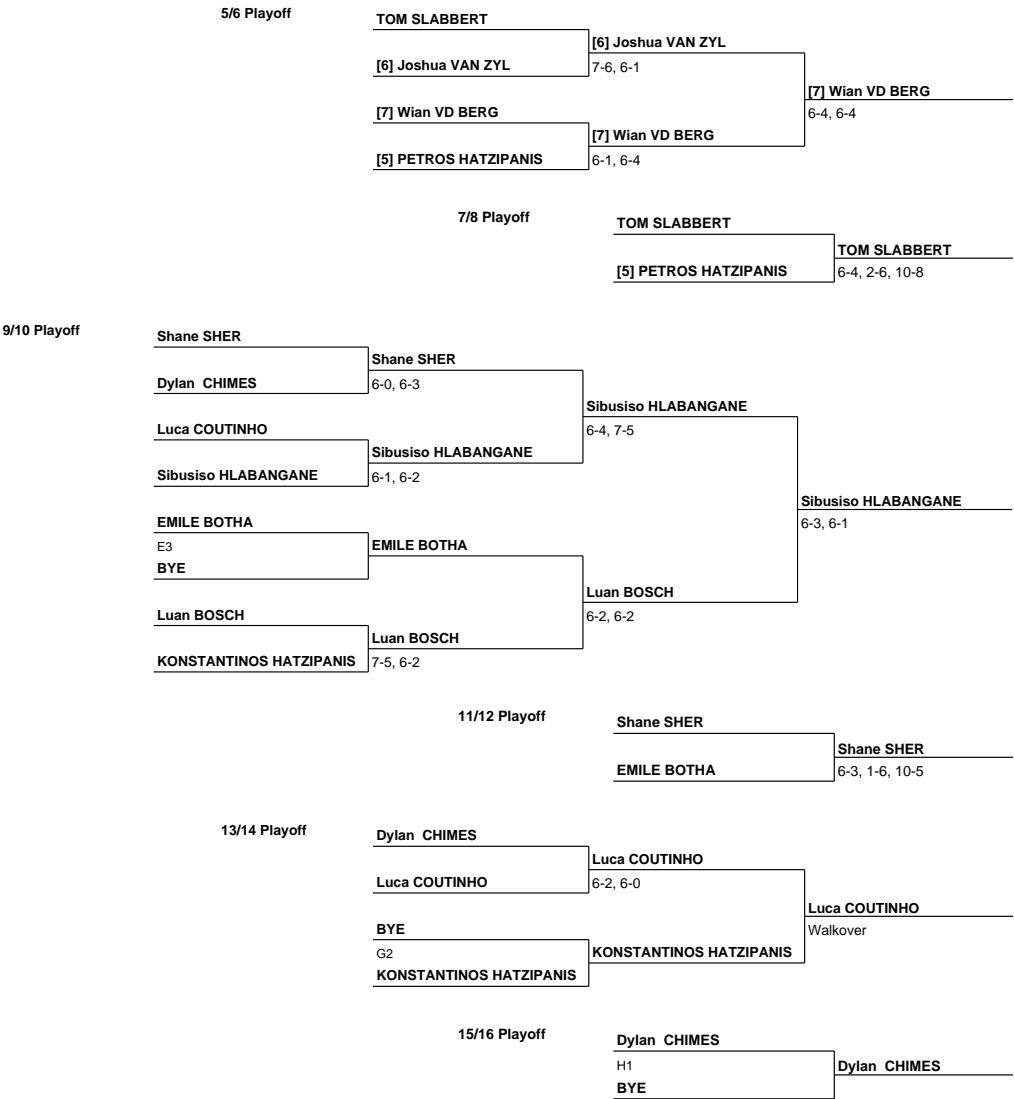 5/6 Playoff
TOM SLABBERT
[6] Joshua VAN ZYL
[6] Joshua VAN ZYL
7-6, 6-1
[7] Wian VD BERG
[7] Wian VD BERG
6-4, 6-4
[7] Wian VD BERG
[5] PETROS HATZIPANIS
6-1, 6-4
7/8 Playoff
TOM SLABBERT
TOM SLABBERT
[5] PETROS HATZIPANIS
6-4, 2-6, 10-8
9/10 Playoff
Shane SHER
Shane SHER
Dylan CHIMES
6-0, 6-3
Sibusiso HLABANGANE
Luca COUTINHO
6-4, 7-5
Sibusiso HLABANGANE
Sibusiso HLABANGANE
6-1, 6-2
Sibusiso HLABANGANE
EMILE BOTHA
6-3, 6-1
E3
EMILE BOTHA
BYE
Luan BOSCH
Luan BOSCH
6-2, 6-2
Luan BOSCH
KONSTANTINOS HATZIPANIS
7-5, 6-2
11/12 Playoff
Shane SHER
Shane SHER
EMILE BOTHA
6-3, 1-6, 10-5
13/14 Playoff
Dylan CHIMES
Luca COUTINHO
Luca COUTINHO
6-2, 6-0
Luca COUTINHO
BYE
Walkover
G2
KONSTANTINOS HATZIPANIS
KONSTANTINOS HATZIPANIS
15/16 Playoff
Dylan CHIMES
H1
Dylan CHIMES
BYE